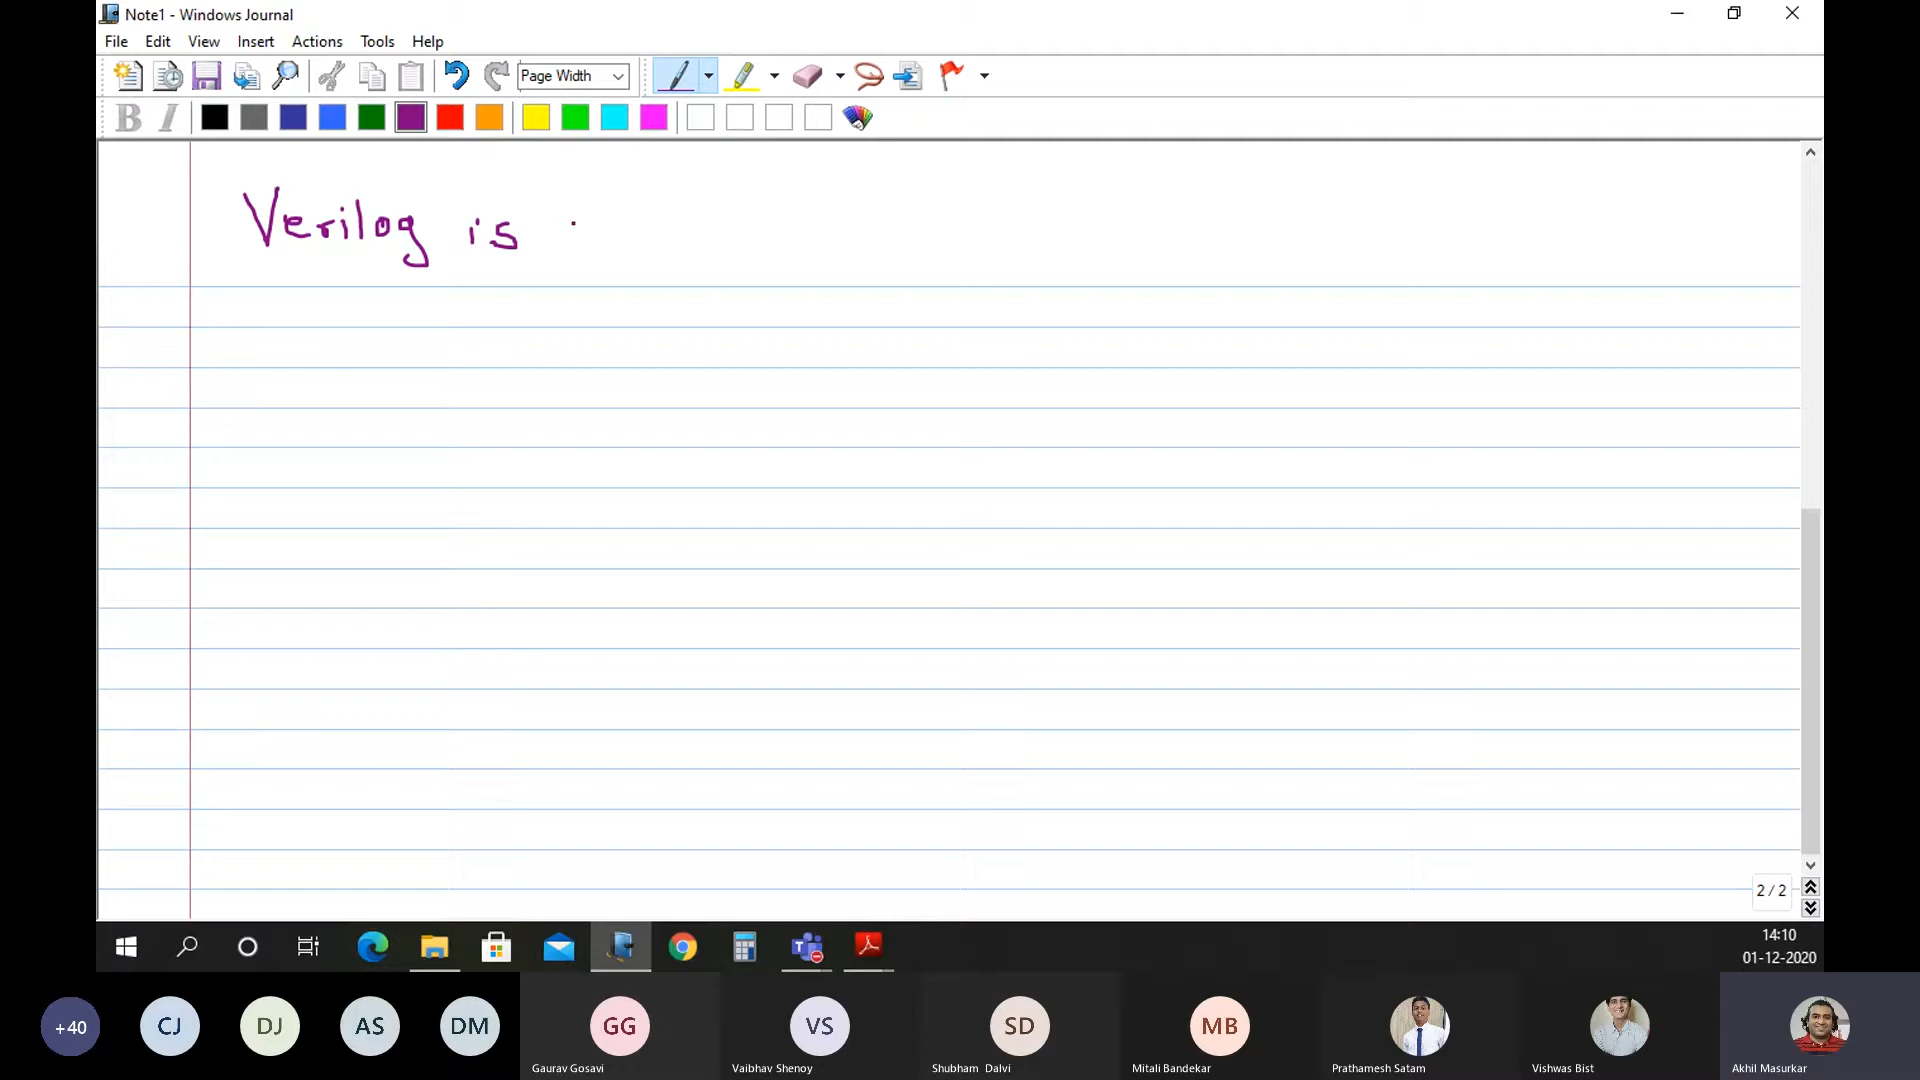 Note1 - Windows Journal
File Edit View Insert Actions Tools Help
Page Width
B I
Verilog is
2 / 2
14:10
01-12-2020
+40 CJ DJ AS DM GG VS SD MB
Gaurav Gosavi Vaibhav Shenoy Shubham Dalvi Mitali Bandekar Prathamesh Satam Vishwas Bist Akhil Masurkar